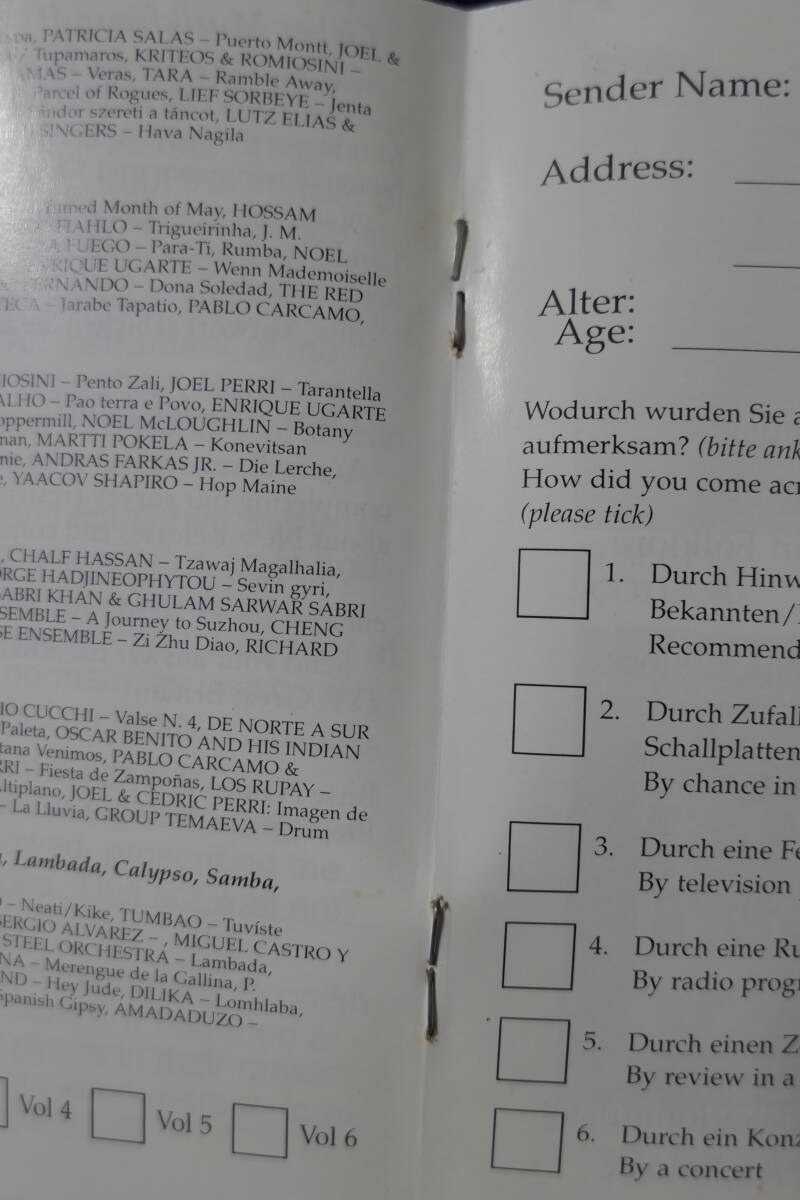 PATRICIA SALAS – Puerto Montt, JOEL &
Tupamaros, KRITEOS & ROMIOSINI –
– Veras, TARA – Ramble Away,
Parcel of Rogues, LIEF SORBEYE – Jenta
szereti a táncot, LUTZ ELIAS &
SINGERS – Hava Nagila
Month of May, HOSSAM
FIAHLO – Trigueirinha, J. M.
FUEGO – Para-Ti, Rumba, NOEL
ENRIQUE UGARTE – Wenn Mademoiselle
FERNANDO – Dona Soledad, THE RED
– Jarabe Tapatio, PABLO CARCAMO,
– Pento Zali, JOEL PERRI – Tarantella
– Pao terra e Povo, ENRIQUE UGARTE
NOEL McLOUGHLIN – Botany
MARTTI POKELA – Konevitsan
ANDRAS FARKAS JR. – Die Lerche,
YAACOV SHAPIRO – Hop Maine
, CHALF HASSAN – Tzawaj Magalhalia,
HADJINEOPHYTOU – Sevin gyri,
SABRI KHAN & GHULAM SARWAR SABRI
– A Journey to Suzhou, CHENG
ENSEMBLE – Zi Zhu Diao, RICHARD
CUCCHI – Valse N. 4, DE NORTE A SUR
Paleta, OSCAR BENITO AND HIS INDIAN
Venimos, PABLO CARCAMO &
– Fiesta de Zampoñas, LOS RUPAY –
Altiplano, JOEL & CEDRIC PERRI: Imagen de
– La Lluvia, GROUP TEMAEVA – Drum
, Lambada, Calypso, Samba,
– Neati/Kike, TUMBAO – Tuvíste
SERGIO ALVAREZ – , MIGUEL CASTRO Y
STEEL ORCHESTRA – Lambada,
– Merengue de la Gallina, P.
– Hey Jude, DILIKA – Lomhlaba,
Spanish Gipsy, AMADADUZO –
Vol 4 Vol 5 Vol 6
Sender Name:
Address:
Alter:
Age:
Wodurch wurden Sie
aufmerksam? (bitte
How did you come
(please tick)
1. Durch
Bekannten/
2. Durch
By chance in
3. Durch eine
By television
4. Durch eine
By radio
5. Durch einen
By review in a
6. Durch ein
By a concert